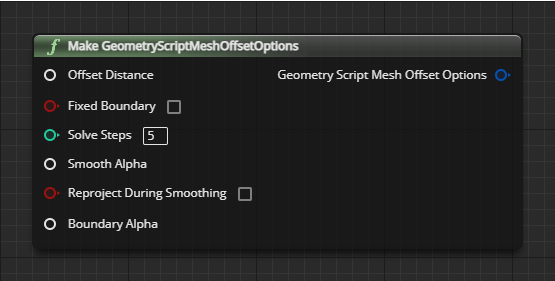 Make GeometryScriptMeshOffsetOptions
Offset Distance
Geometry Script Mesh Offset Options
Fixed Boundary
Solve Steps 5
Smooth Alpha
Reproject During Smoothing
Boundary Alpha